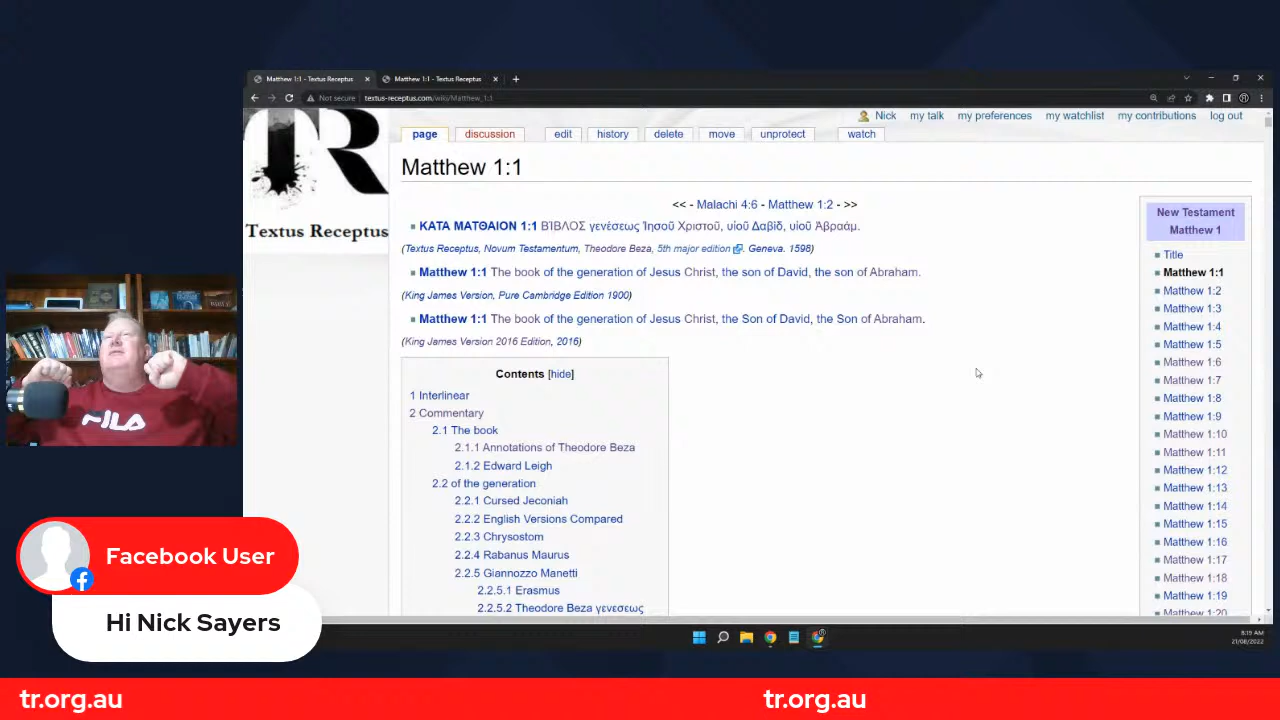 Matthew 1:1 - Textus Receptus
Matthew 1:1 - Textus Receptus
Not secure
textus-receptus.com/wiki/Matthew_1:1
Nick my talk my preferences my watchlist my contributions log out
page discussion edit history delete move unprotect watch
TR
Textus Receptus
Matthew 1:1
<< - Malachi 4:6 - Matthew 1:2 - >>
ΚΑΤΑ ΜΑΤΘΑΙΟΝ 1:1 ΒΊΒΛΟΣ γενέσεως Ἰησοῦ Χριστοῦ, υἱοῦ Δαβὶδ, υἱοῦ Ἀβραάμ.
(Textus Receptus, Novum Testamentum, Theodore Beza, 5th major edition. Geneva. 1598)
Matthew 1:1 The book of the generation of Jesus Christ, the son of David, the son of Abraham.
(King James Version, Pure Cambridge Edition 1900)
Matthew 1:1 The book of the generation of Jesus Christ, the Son of David, the Son of Abraham.
(King James Version 2016 Edition, 2016)
Contents [hide]
1 Interlinear
2 Commentary
2.1 The book
2.1.1 Annotations of Theodore Beza
2.1.2 Edward Leigh
2.2 of the generation
2.2.1 Cursed Jeconiah
2.2.2 English Versions Compared
2.2.3 Chrysostom
2.2.4 Rabanus Maurus
2.2.5 Giannozzo Manetti
2.2.5.1 Erasmus
2.2.5.2 Theodore Beza γενεσεως
New Testament
Matthew 1
Title
Matthew 1:1
Matthew 1:2
Matthew 1:3
Matthew 1:4
Matthew 1:5
Matthew 1:6
Matthew 1:7
Matthew 1:8
Matthew 1:9
Matthew 1:10
Matthew 1:11
Matthew 1:12
Matthew 1:13
Matthew 1:14
Matthew 1:15
Matthew 1:16
Matthew 1:17
Matthew 1:18
Matthew 1:19
Matthew 1:20
8:19 AM
21/08/2022
FILA
Facebook User
Hi Nick Sayers
tr.org.au
tr.org.au